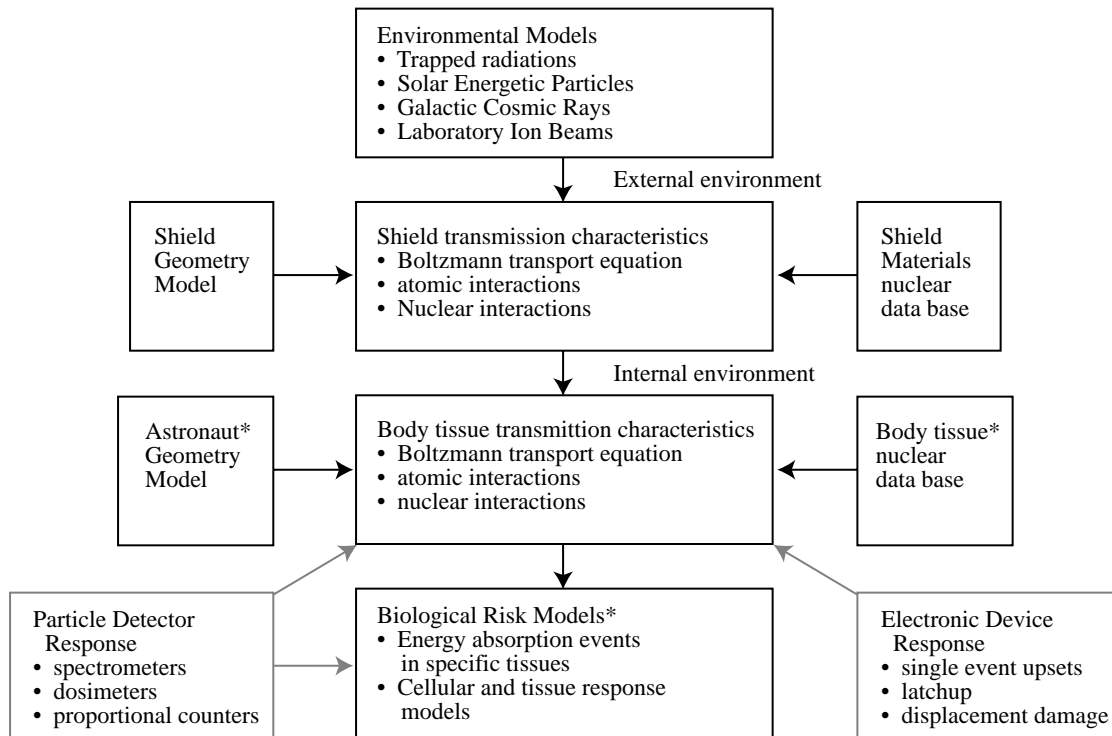 Environmental Models
• Trapped radiations
• Solar Energetic Particles
• Galactic Cosmic Rays
• Laboratory Ion Beams
External environment
Shield
Geometry
Model
Shield transmission characteristics
• Boltzmann transport equation
• atomic interactions
• Nuclear interactions
Shield
Materials
nuclear
data base
Internal environment
Astronaut*
Geometry
Model
Body tissue transmittion characteristics
• Boltzmann transport equation
• atomic interactions
• nuclear interactions
Body tissue*
nuclear
data base
Particle Detector
Response
• spectrometers
• dosimeters
• proportional counters
Biological Risk Models*
• Energy absorption events
in specific tissues
• Cellular and tissue response
models
Electronic Device
Response
• single event upsets
• latchup
• displacement damage